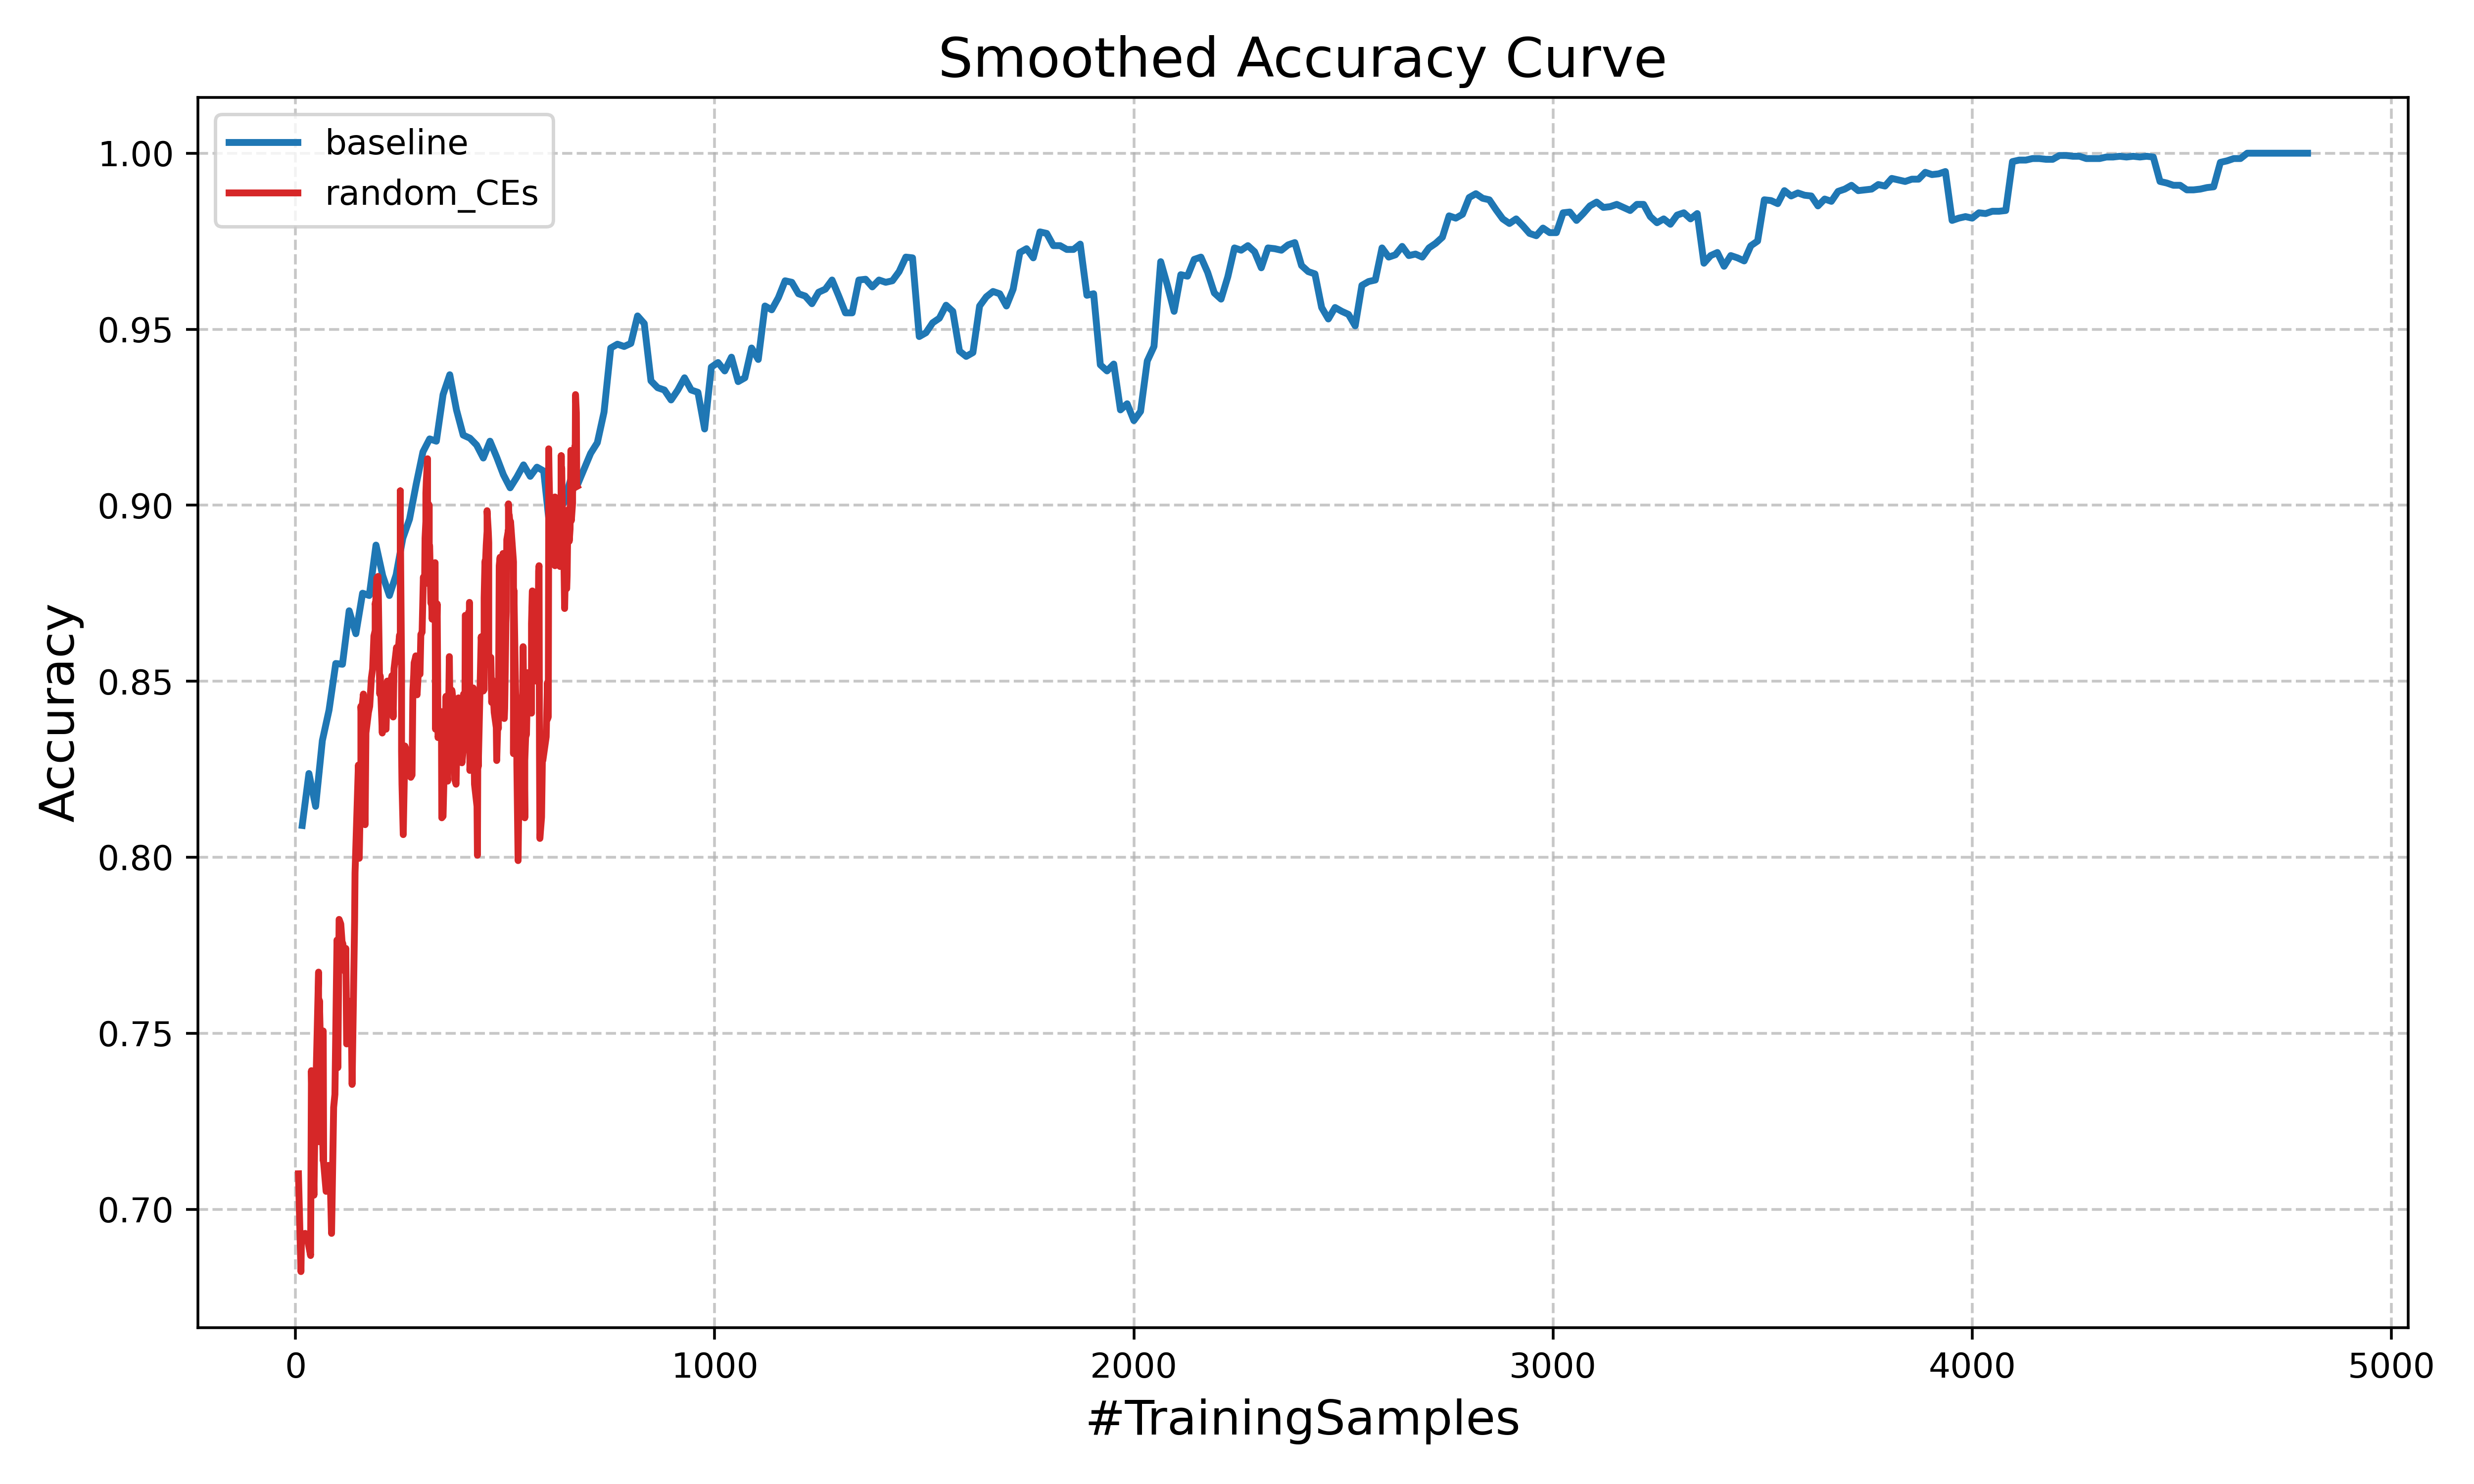 Smoothed Accuracy Curve
baseline
random_CEs
1.00
0.95
0.90
0.85
0.80
0.75
0.70
Accuracy
0 1000 2000 3000 4000 5000
#TrainingSamples